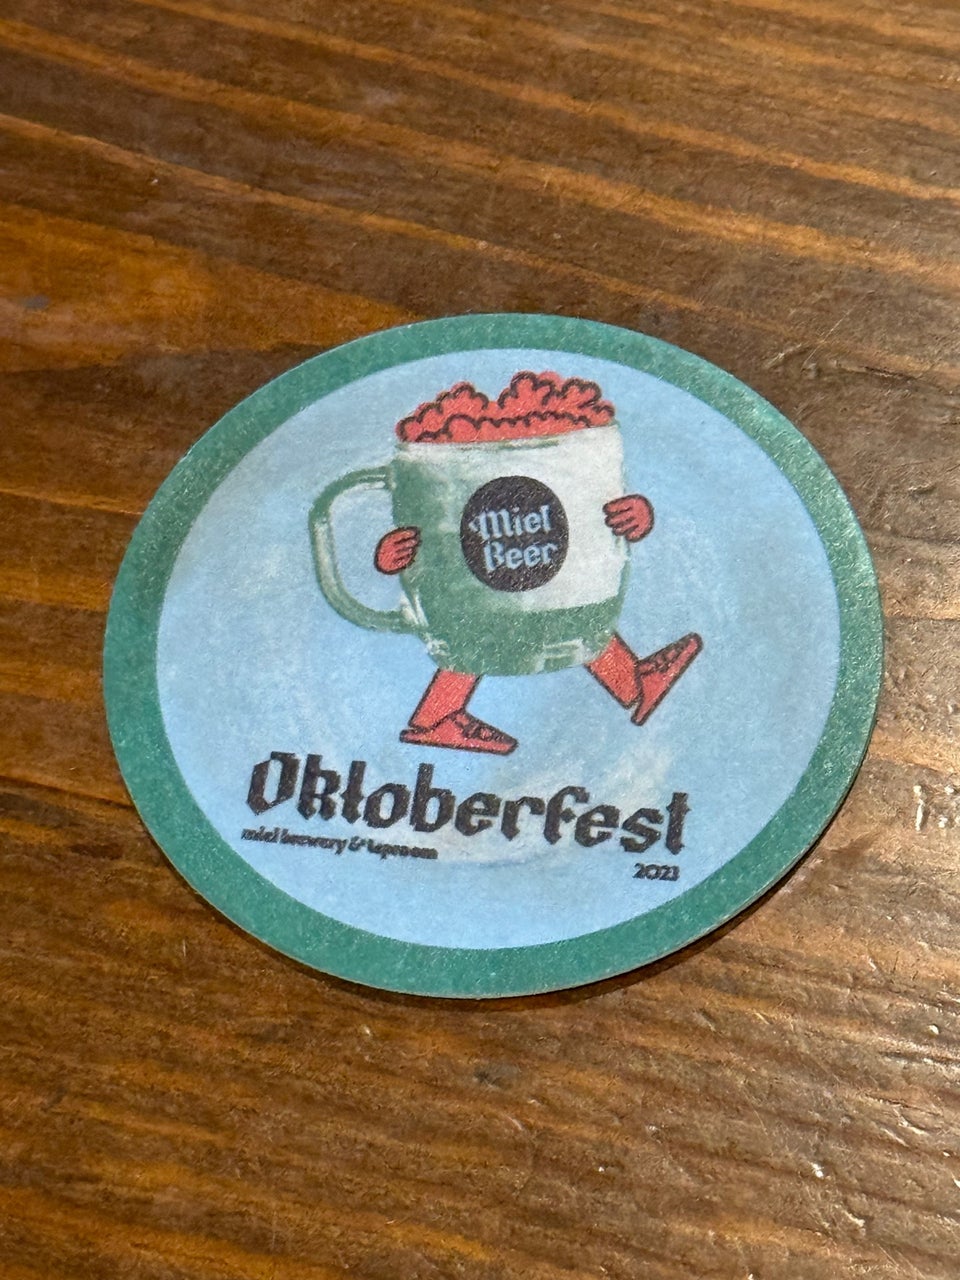 Miel
Beer
Oktoberfest
miel brewery & taproom
2023